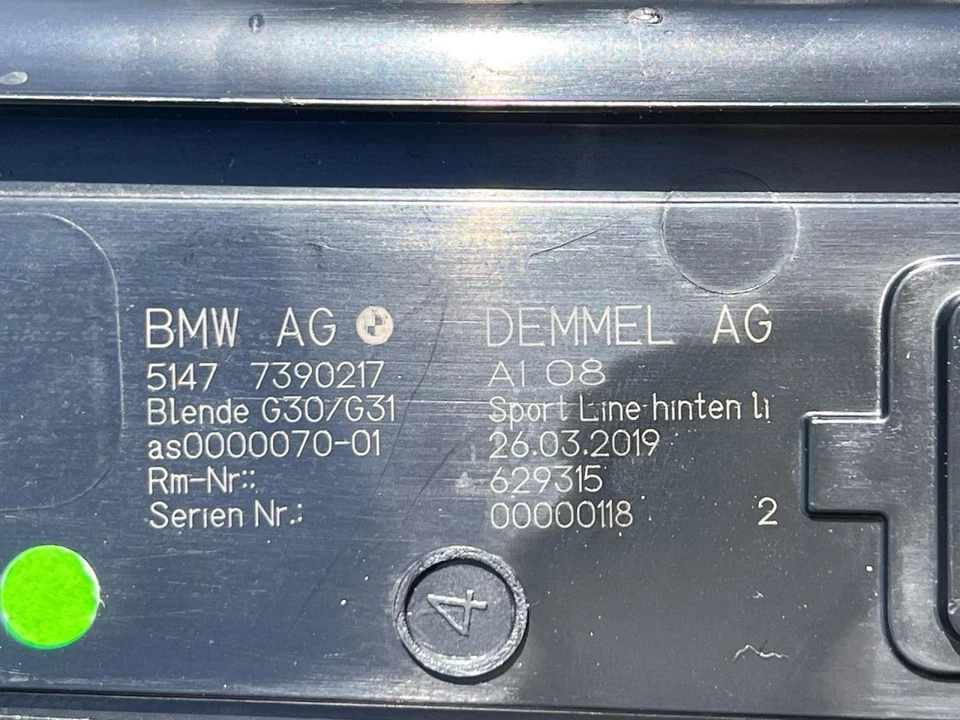 BMW AG DEMMEL AG
5147 7390217 AI 08
Blende G30/G31 Sport Line hinten li
as0000070-01 26.03.2019
Rm-Nr.: 629315
Serien Nr.: 00000118 2
4